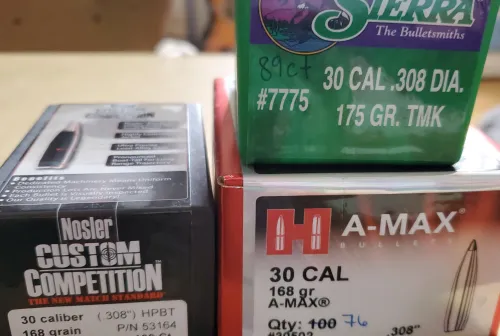 SIERRA
The Bulletsmiths
89ct
30 CAL .308 DIA.
#7775
175 GR. TMK
Benefits
Nosler
CUSTOM
COMPETITION
THE NEW MATCH STANDARD
30 caliber (.308") HPBT
168 grain P/N 53164
H A-MAX®
BULLETS
30 CAL
168 gr
A-MAX®
Qty: 100 76
.308"